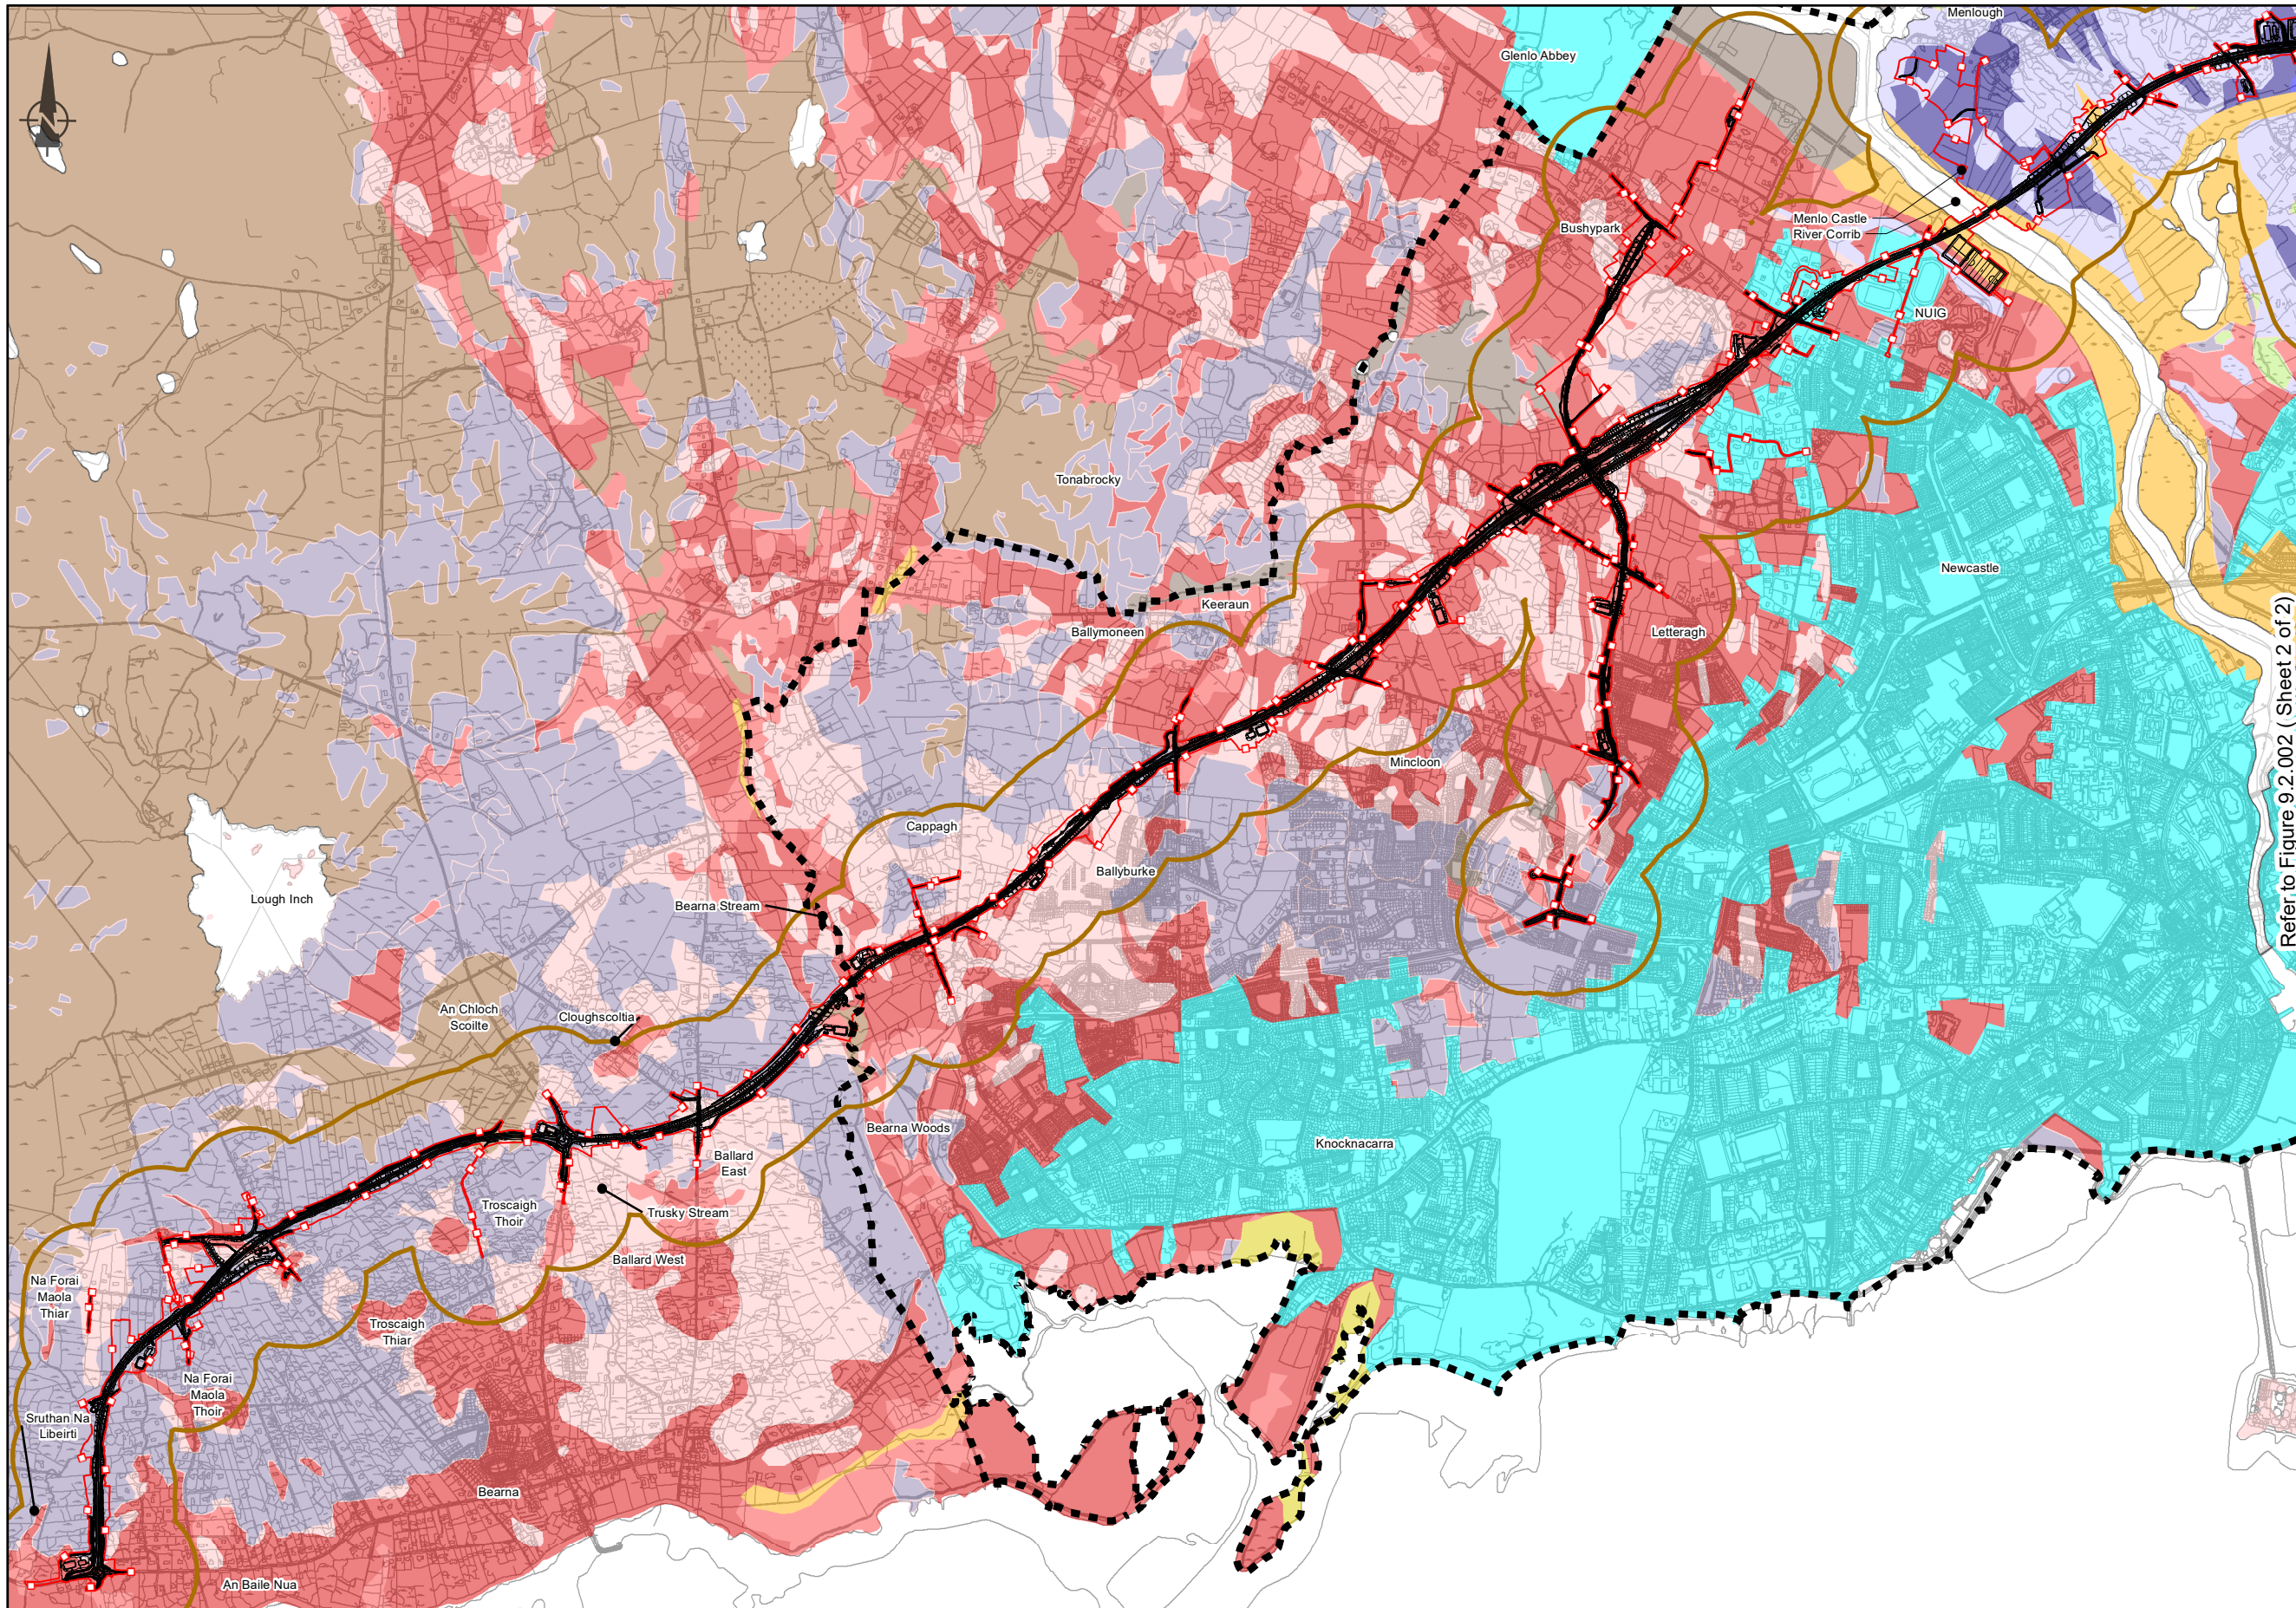 Menlough
Glenlo Abbey
N
Menlo Castle
River Corrib
Bushypark
NUIG
Tonabrocky
Newcastle
Keeraun
Ballymoneen
Letteragh
Refer to Figure 9.2.002 ( Sheet 2 of 2)
Mincloon
Cappagh
Ballyburke
Lough Inch
Bearna Stream
An Chloch
Scoilte
Cloughscoltia
Bearna Woods
Knocknacarra
Ballard
East
Troscaigh
Thoir
Trusky Stream
Ballard West
Na Forai
Maola
Thiar
Troscaigh
Thiar
Na Forai
Maola
Thoir
Sruthan Na
Libeirti
Bearna
An Baile Nua